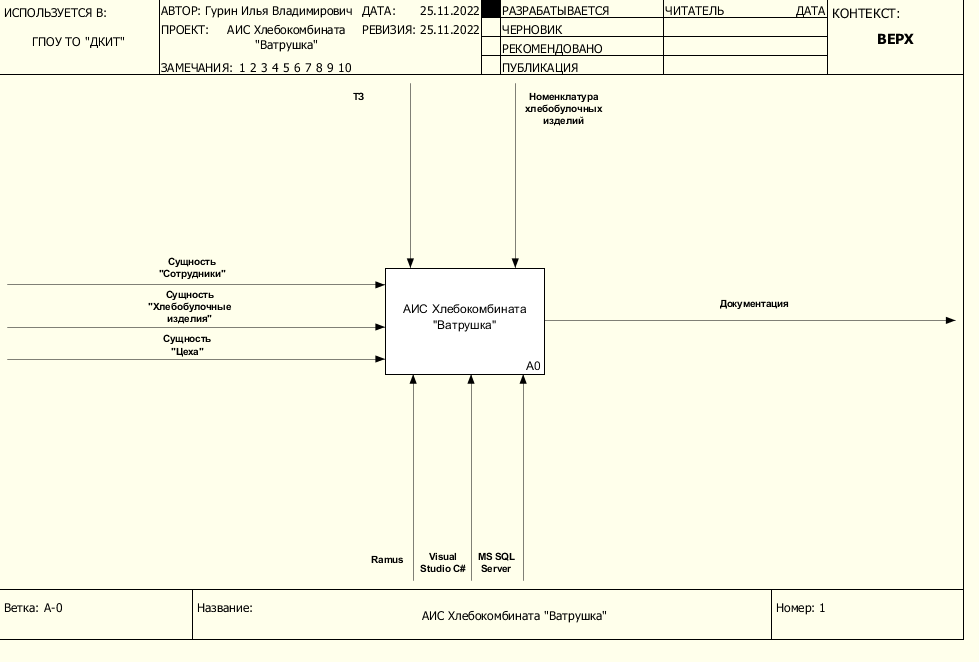 ИСПОЛЬЗУЕТСЯ В:
ГПОУ ТО "ДКИТ"
АВТОР: Гурин Илья Владимирович
ДАТА: 25.11.2022
ПРОЕКТ: АИС Хлебокомбината
"Ватрушка"
РЕВИЗИЯ: 25.11.2022
ЗАМЕЧАНИЯ: 1 2 3 4 5 6 7 8 9 10
РАЗРАБАТЫВАЕТСЯ
ЧЕРНОВИК
РЕКОМЕНДОВАНО
ПУБЛИКАЦИЯ
ЧИТАТЕЛЬ ДАТА
КОНТЕКСТ:
ВЕРХ
ТЗ
Номенклатура
хлебобулочных
изделий
Сущность
"Сотрудники"
Сущность
"Хлебобулочные
изделия"
Сущность
"Цеха"
АИС Хлебокомбината
"Ватрушка"
A0
Документация
Ramus
Visual
Studio C#
MS SQL
Server
Ветка: A-0
Название:
АИС Хлебокомбината "Ватрушка"
Номер: 1